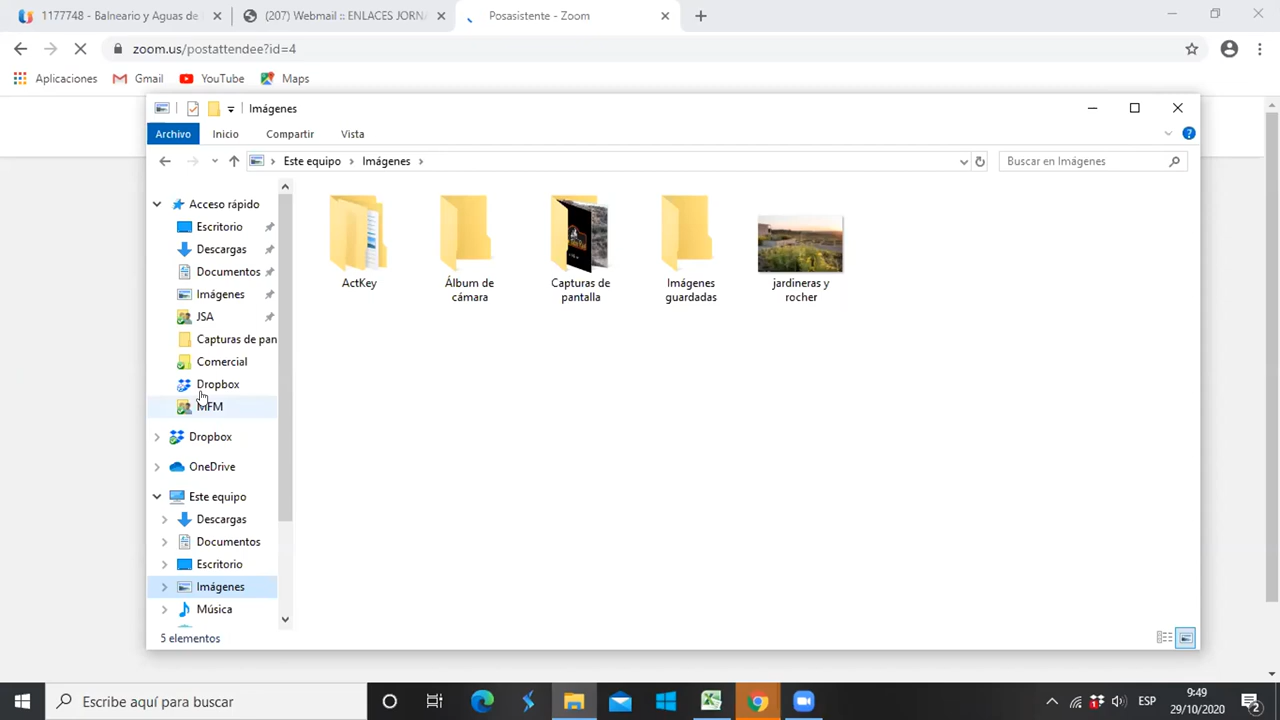 1177748 - Balneario y Aguas de
(207) Webmail :: ENLACES JORNA
Posasistente - Zoom
zoom.us/postattendee?id=4
Aplicaciones
Gmail
YouTube
Maps
Imágenes
Archivo
Inicio
Compartir
Vista
Este equipo > Imágenes >
Buscar en Imágenes
Acceso rápido
Escritorio
Descargas
Documentos
Imágenes
JSA
Capturas de pan
Comercial
Dropbox
MFM
Dropbox
OneDrive
Este equipo
Descargas
Documentos
Escritorio
Imágenes
Música
ActKey
Álbum de
cámara
Capturas de
pantalla
Imágenes
guardadas
jardineras y
rocher
5 elementos
Escribe aquí para buscar
ESP
9:49
29/10/2020
2